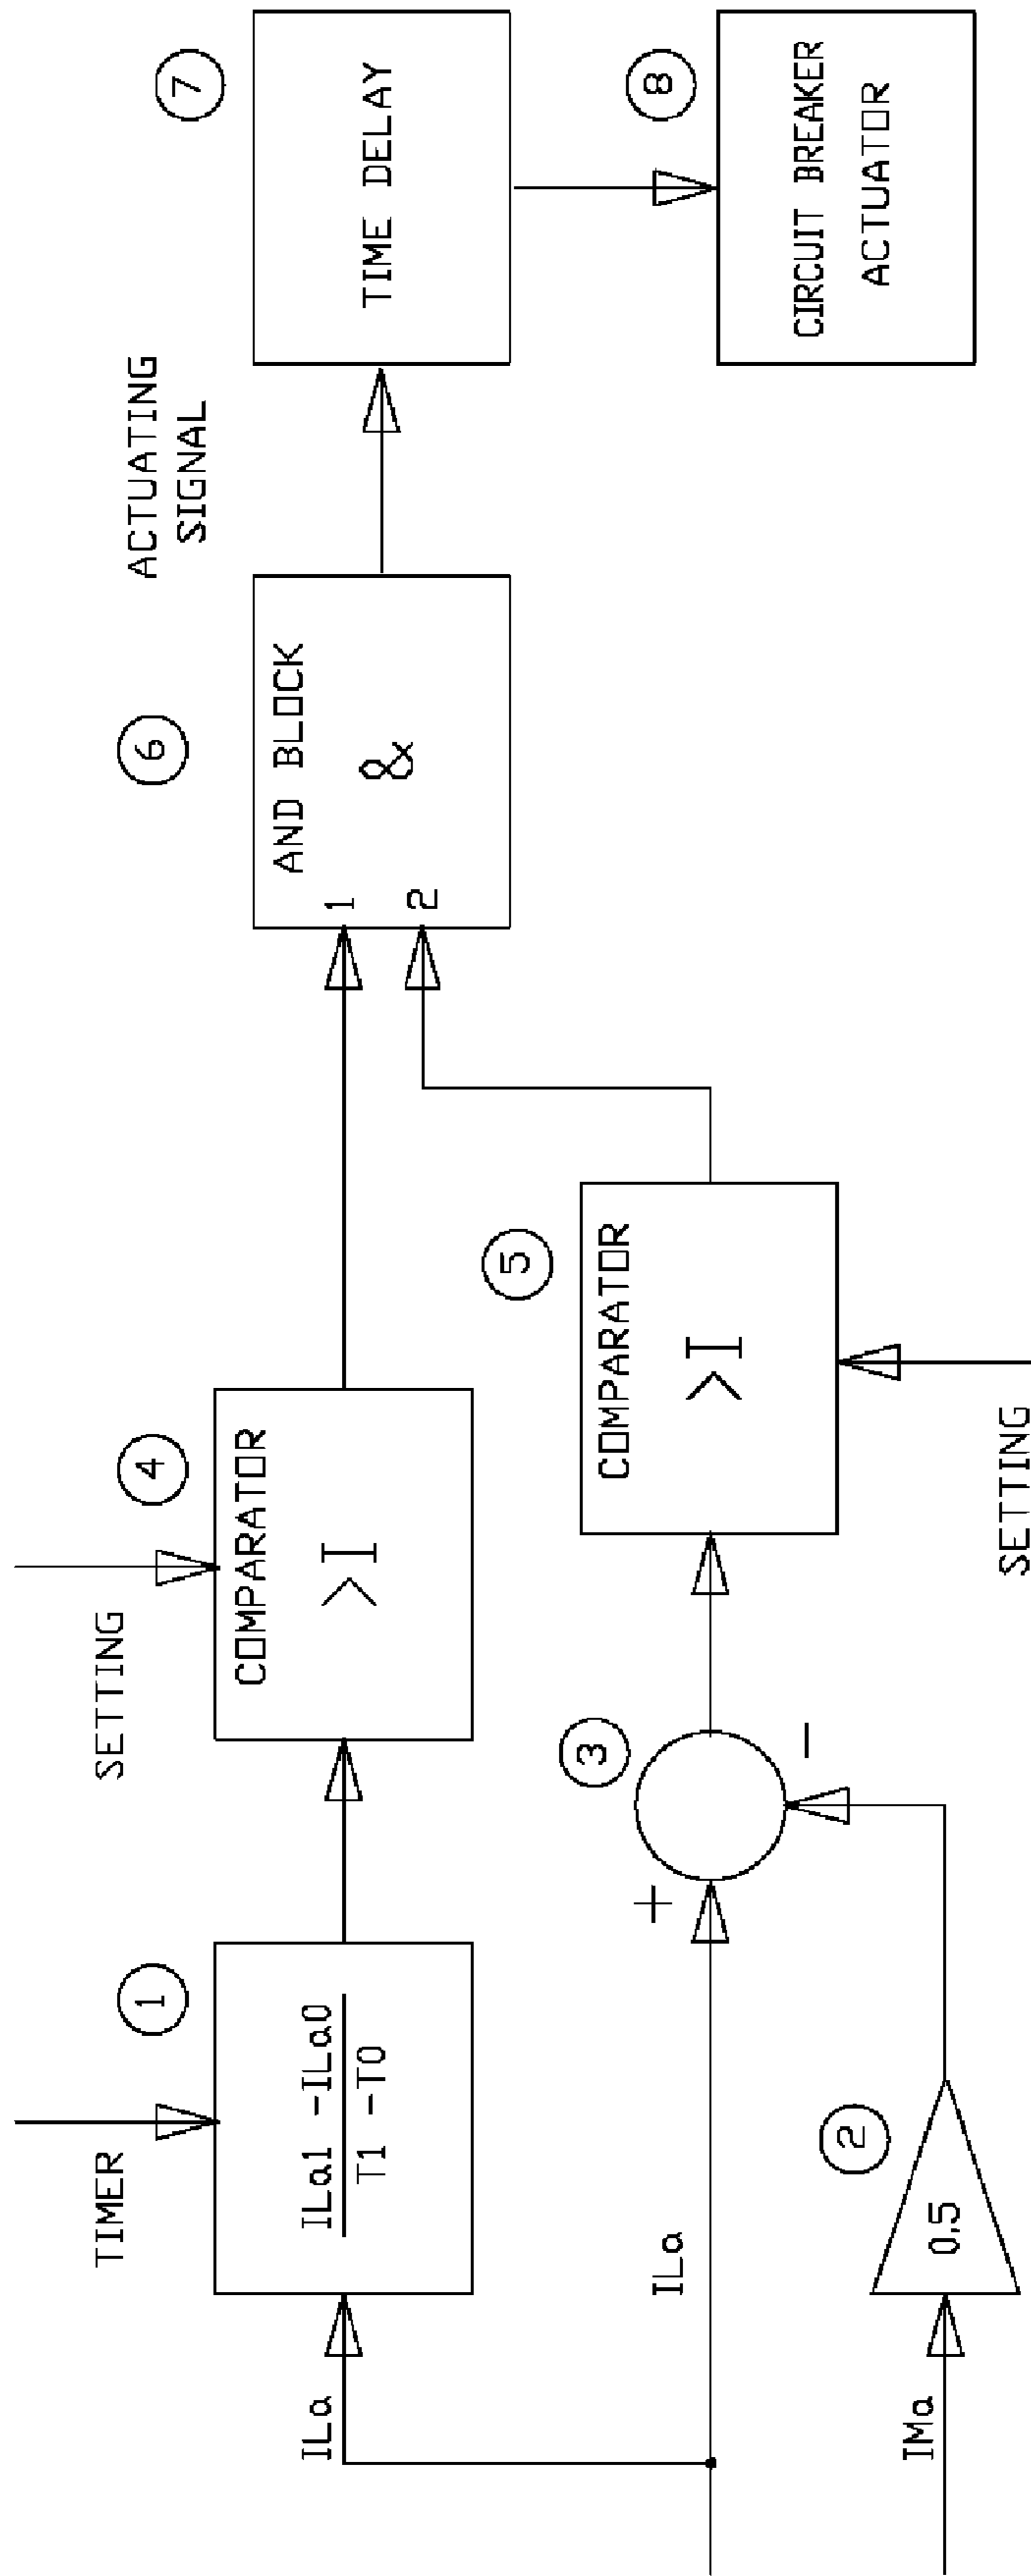 TIMER
1
ILa1 -ILa0
T1 -T0
ILa
SETTING
4
COMPARATOR
>I
6
AND BLOCK
1
2
&
ACTUATING
SIGNAL
7
TIME DELAY
8
CIRCUIT BREAKER
ACTUATOR
ILa
+
3
-
5
COMPARATOR
>I
SETTING
IMa
0.5
2